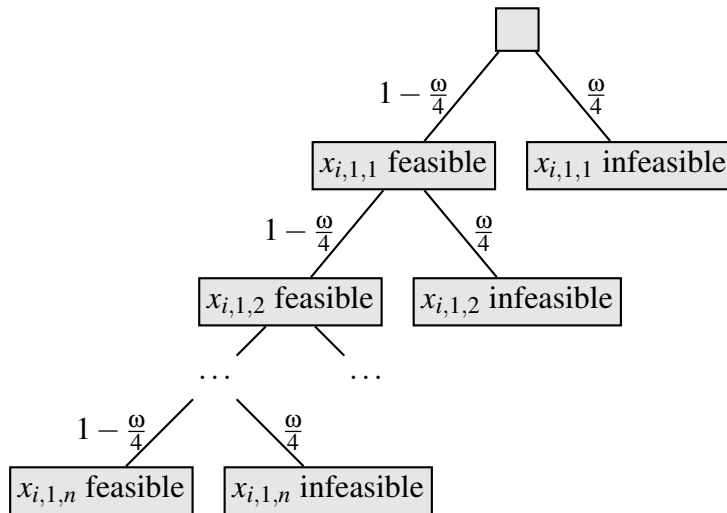 1 − ω/4 ω/4
x_{i,1,1} feasible x_{i,1,1} infeasible
1 − ω/4 ω/4
x_{i,1,2} feasible x_{i,1,2} infeasible
... ...
1 − ω/4 ω/4
x_{i,1,n} feasible x_{i,1,n} infeasible